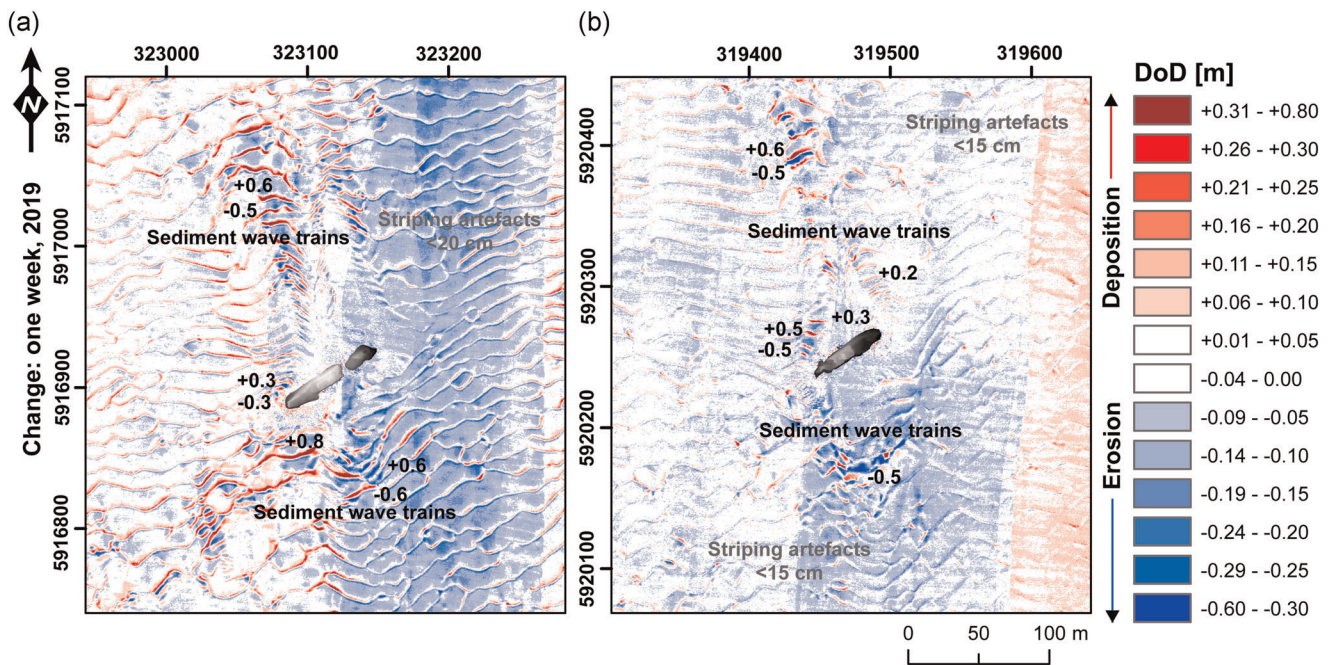 (a)
(b)
323000 323100 323200
319400 319500 319600
N
Change: one week, 2019
5917100
5917000
5916900
5916800
+0.6
-0.5
Sediment wave trains
Striping artefacts
<20 cm
+0.3
-0.3
+0.8
+0.6
-0.6
Sediment wave trains
5920400
5920300
5920200
5920100
Striping artefacts
<15 cm
+0.6
-0.5
Sediment wave trains
+0.2
+0.5
-0.5
+0.3
Sediment wave trains
-0.5
Striping artefacts
<15 cm
0 50 100 m
DoD [m]
Deposition
Erosion
+0.31 - +0.80
+0.26 - +0.30
+0.21 - +0.25
+0.16 - +0.20
+0.11 - +0.15
+0.06 - +0.10
+0.01 - +0.05
-0.04 - 0.00
-0.09 - -0.05
-0.14 - -0.10
-0.19 - -0.15
-0.24 - -0.20
-0.29 - -0.25
-0.60 - -0.30